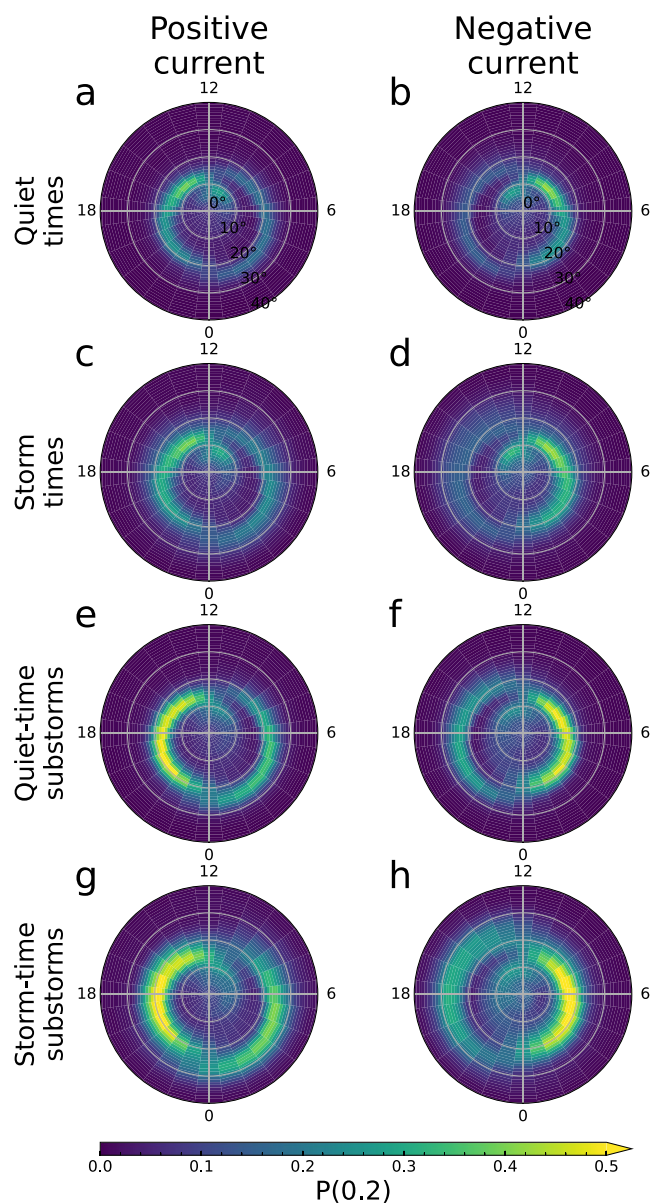 Positive current
Negative current
a
12
b
12
Quiet times
18
6
18
6
0°
10°
20°
30°
40°
0°
10°
20°
30°
40°
0
0
c
12
d
12
Storm times
18
6
18
6
0
0
e
12
f
12
Quiet-time substorms
18
6
18
6
0
0
g
12
h
12
Storm-time substorms
18
6
18
6
0
0
0.0 0.1 0.2 0.3 0.4 0.5
P(0.2)